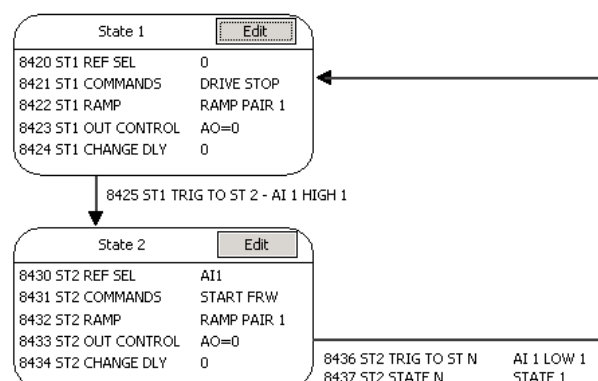 State 1 Edit
8420 ST1 REF SEL 0
8421 ST1 COMMANDS DRIVE STOP
8422 ST1 RAMP RAMP PAIR 1
8423 ST1 OUT CONTROL AO=0
8424 ST1 CHANGE DLY 0
8425 ST1 TRIG TO ST 2 - AI 1 HIGH 1
State 2 Edit
8430 ST2 REF SEL AI1
8431 ST2 COMMANDS START FRW
8432 ST2 RAMP RAMP PAIR 1
8433 ST2 OUT CONTROL AO=0
8434 ST2 CHANGE DLY 0
8436 ST2 TRIG TO ST N AI 1 LOW 1
8437 ST2 STATE N STATE 1